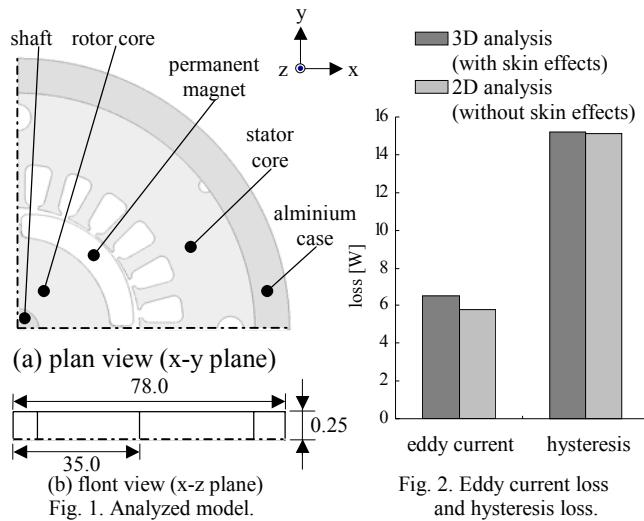 y
shaft
rotor core
permanent
magnet
z
x
stator
core
alminium
case
(a) plan view (x-y plane)
78.0
0.25
35.0
(b) flont view (x-z plane)
Fig. 1. Analyzed model.
3D analysis
(with skin effects)
2D analysis
(without skin effects)
16
14
12
10
8
6
4
2
0
loss [W]
eddy current
hysteresis
Fig. 2. Eddy current loss
and hysteresis loss.